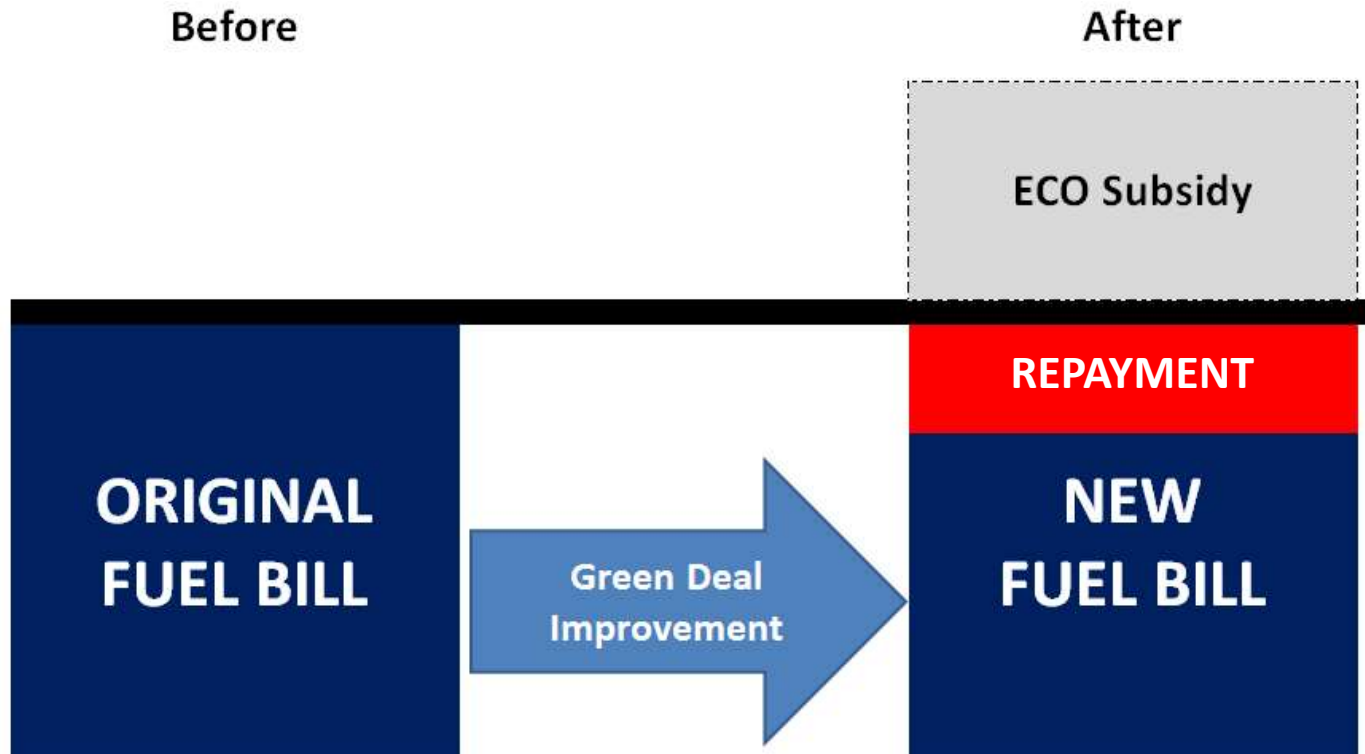 Before
After
ECO Subsidy
REPAYMENT
ORIGINAL
FUEL BILL
Green Deal
Improvement
NEW
FUEL BILL